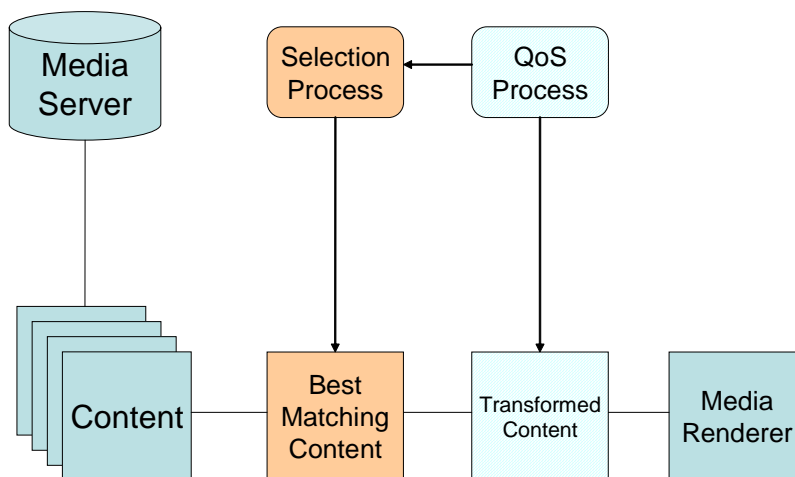 Media
Server
Selection
Process
QoS
Process
Content
Best
Matching
Content
Transformed
Content
Media
Renderer